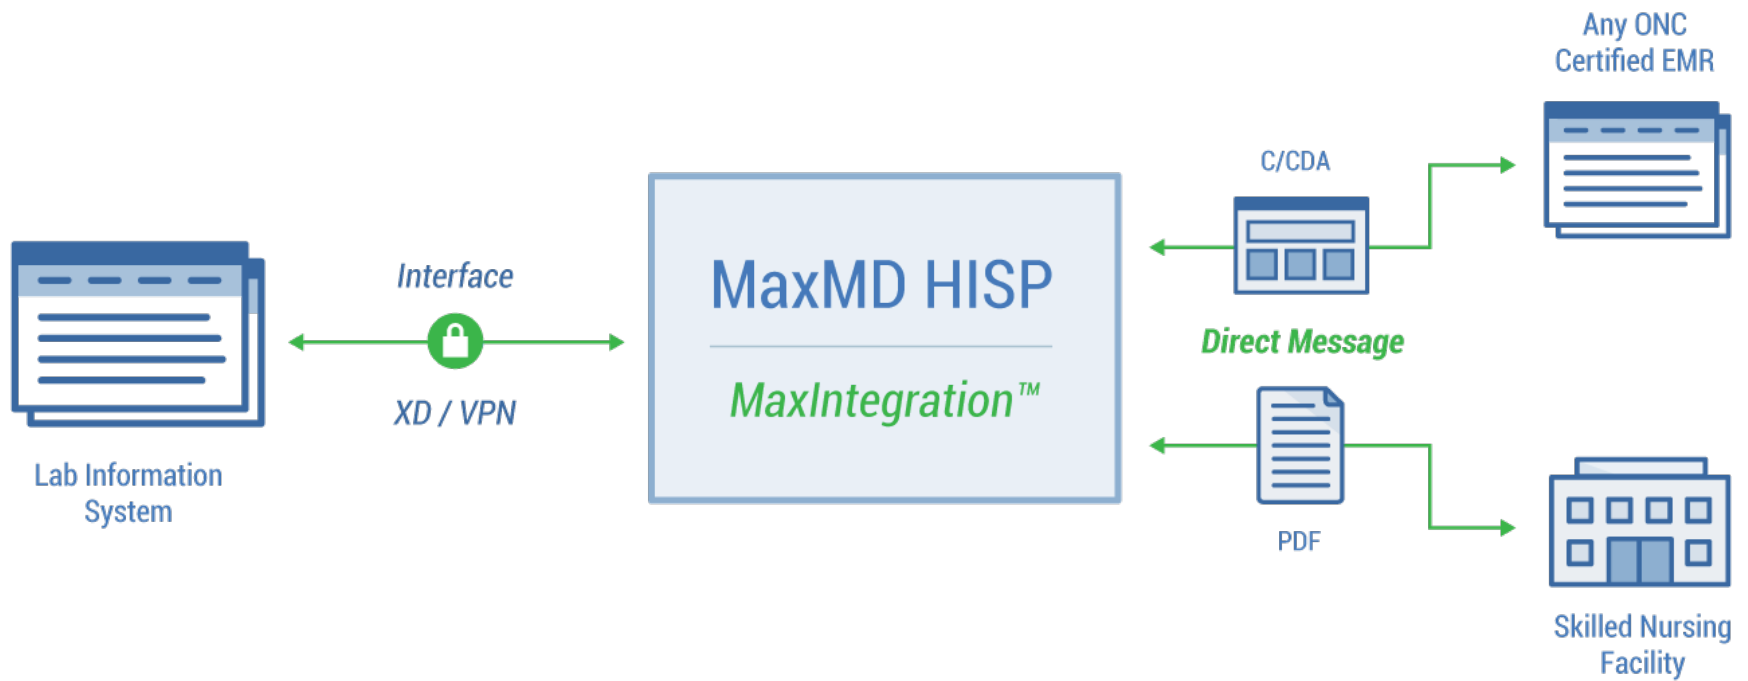 Lab Information
System
Interface
XD / VPN
MaxMD HISP
MaxIntegration™
C/CDA
Direct Message
PDF
Any ONC
Certified EMR
Skilled Nursing
Facility